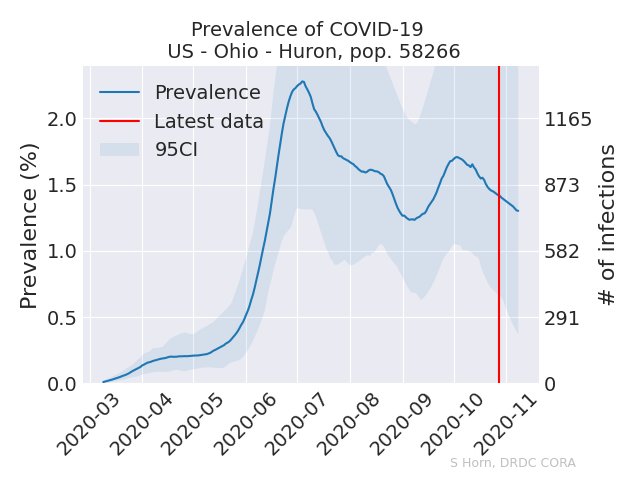 Prevalence of COVID-19
US - Ohio - Huron, pop. 58266
Prevalence
Latest data
95CI
Prevalence (%)
2.0
1.5
1.0
0.5
0.0
# of infections
1165
873
582
291
0
2020-03
2020-04
2020-05
2020-06
2020-07
2020-08
2020-09
2020-10
2020-11
S Horn, DRDC CORA